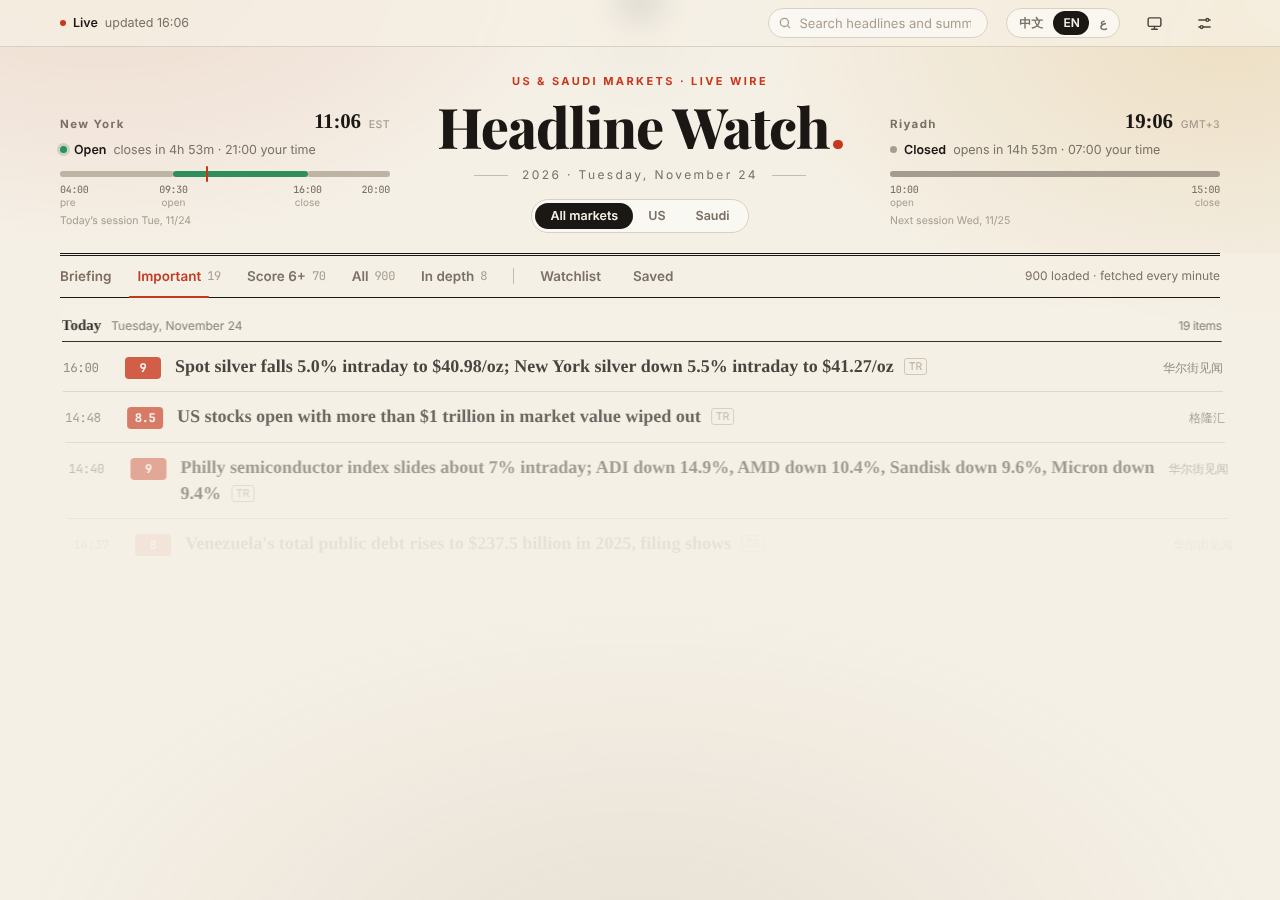 Live updated 16:06
Search headlines and summ
中文 EN ع
US & SAUDI MARKETS · LIVE WIRE
Headline Watch.
2026 · Tuesday, November 24
All markets US Saudi
New York 11:06 EST
Open closes in 4h 53m · 21:00 your time
04:00 09:30 16:00 20:00
pre open close
Today's session Tue, 11/24
Riyadh 19:06 GMT+3
Closed opens in 14h 53m · 07:00 your time
10:00 15:00
open close
Next session Wed, 11/25
Briefing Important 19 Score 6+ 70 All 900 In depth 8 Watchlist Saved 900 loaded · fetched every minute
Today Tuesday, November 24 19 items
16:00 9 Spot silver falls 5.0% intraday to $40.98/oz; New York silver down 5.5% intraday to $41.27/oz TR 华尔街见闻
14:48 8.5 US stocks open with more than $1 trillion in market value wiped out TR 格隆汇
14:40 9 Philly semiconductor index slides about 7% intraday; ADI down 14.9%, AMD down 10.4%, Sandisk down 9.6%, Micron down 华尔街见闻
9.4% TR
8 Venezuela's total public debt rises to $237.5 billion in 2025, filing shows TR 华尔街见闻